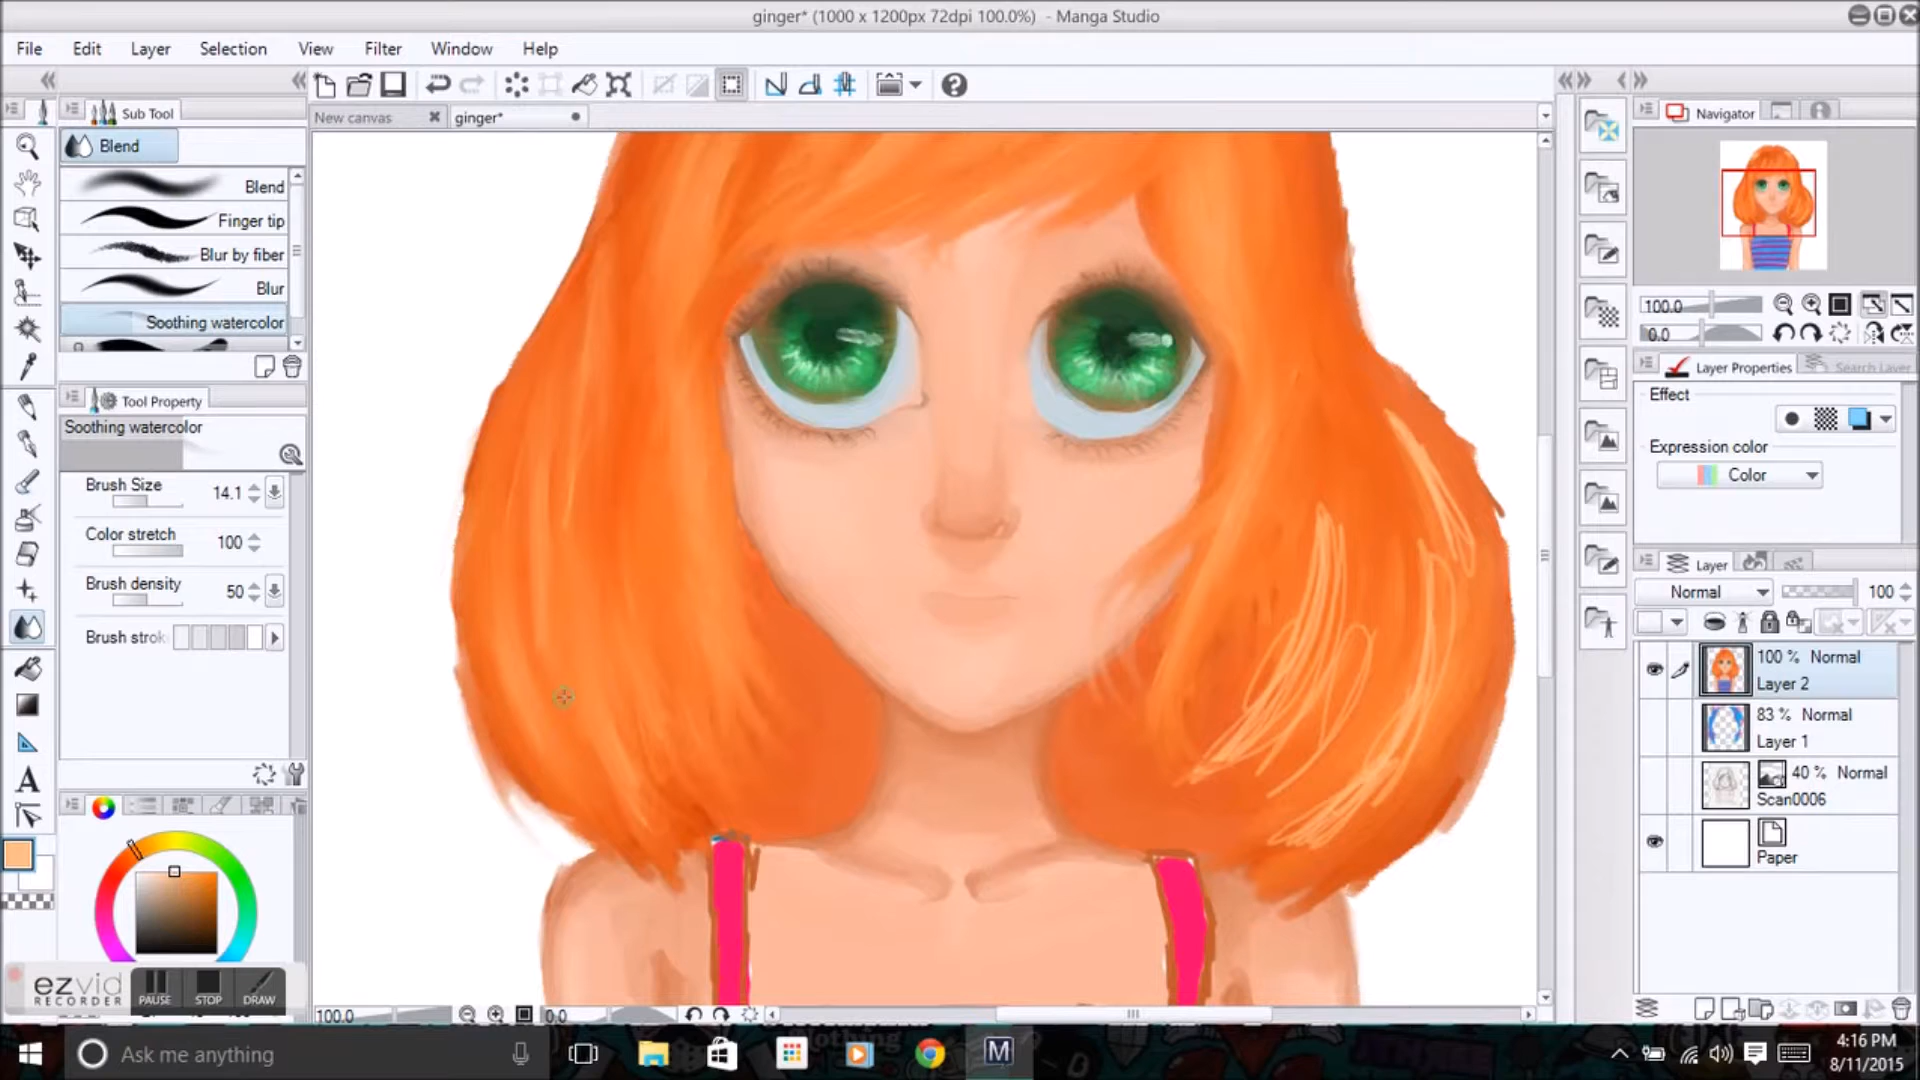 ginger* (1000 x 1200px 72dpi 100.0%) - Manga Studio
File Edit Layer Selection View Filter Window Help
Sub Tool
New canvas
ginger*
Navigator
Blend
Blend
Finger tip
Blur by fiber
Blur
Soothing watercolor
100.0
0.0
Layer Properties
Search Layer
Effect
Expression color
Color
Tool Property
Soothing watercolor
Brush Size 14.1
Color stretch 100
Brush density 50
Brush strok
Layer
Normal 100
100 % Normal
Layer 2
83 % Normal
Layer 1
40 % Normal
Scan0006
Paper
A
ezvid
RECORDER
PAUSE
STOP
DRAW
100.0
0.0
Ask me anything
M
4:16 PM
8/11/2015